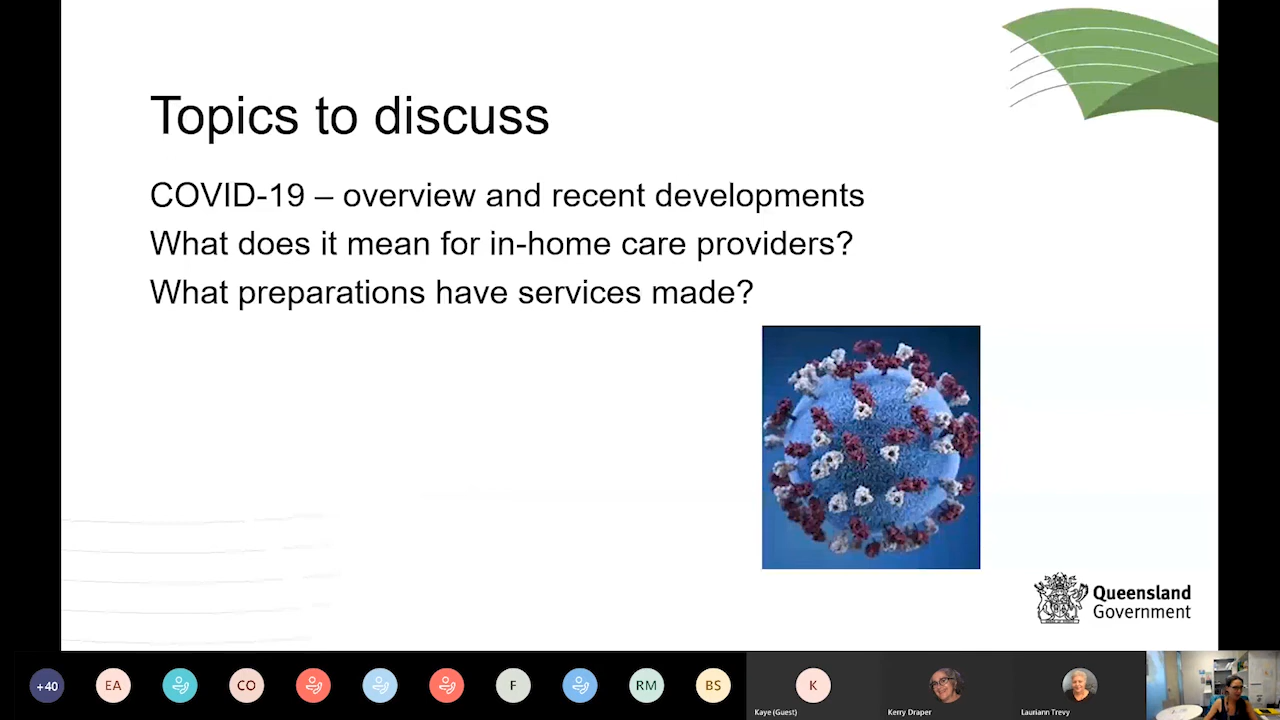 Topics to discuss
COVID-19 – overview and recent developments
What does it mean for in-home care providers?
What preparations have services made?
Queensland
Government
+40
EA
CO
F
RM
BS
K
Kaye (Guest)
Kerry Draper
Lauriann Trevy